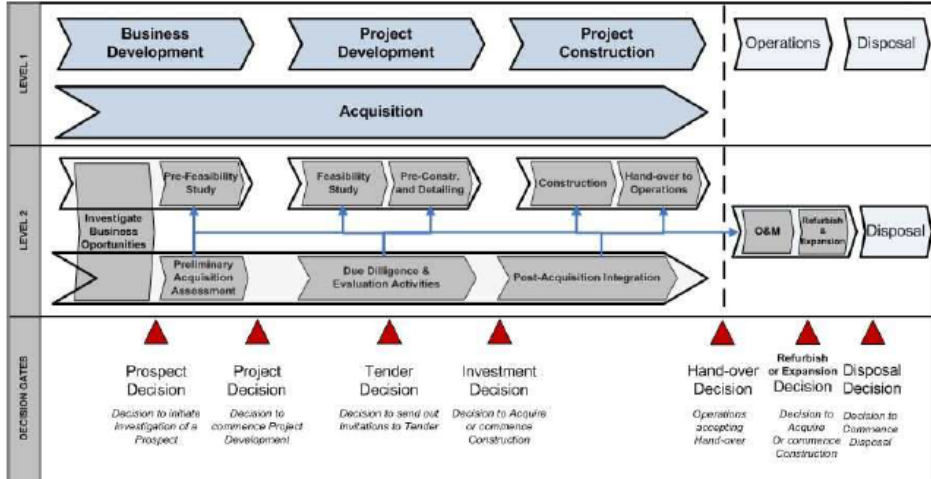 LEVEL 1
Business
Development
Project
Development
Project
Construction
Operations
Disposal
Acquisition
LEVEL 2
Investigate
Business
Oportunities
Pre-Feasibility
Study
Feasibility
Study
Pre-Constr.
and Detailing
Construction
Hand-over to
Operations
O&M
Refurbish
&
Expansion
Disposal
Preliminary
Acquisition
Assessment
Due Dilligence &
Evaluation Activities
Post-Acquisition Integration
DECISION GATES
Prospect
Decision
Decision to initiate
Investigation of a
Prospect
Project
Decision
Decision to
commence Project
Development
Tender
Decision
Decision to send out
Invitations to Tender
Investment
Decision
Decision to Acquire
or commence
Construction
Hand-over
Decision
Operations
accepting
Hand-over
Refurbish
or Expansion
Decision
Decision to
Acquire
Or commence
Construction
Disposal
Decision
Decision to
Commence
Disposal